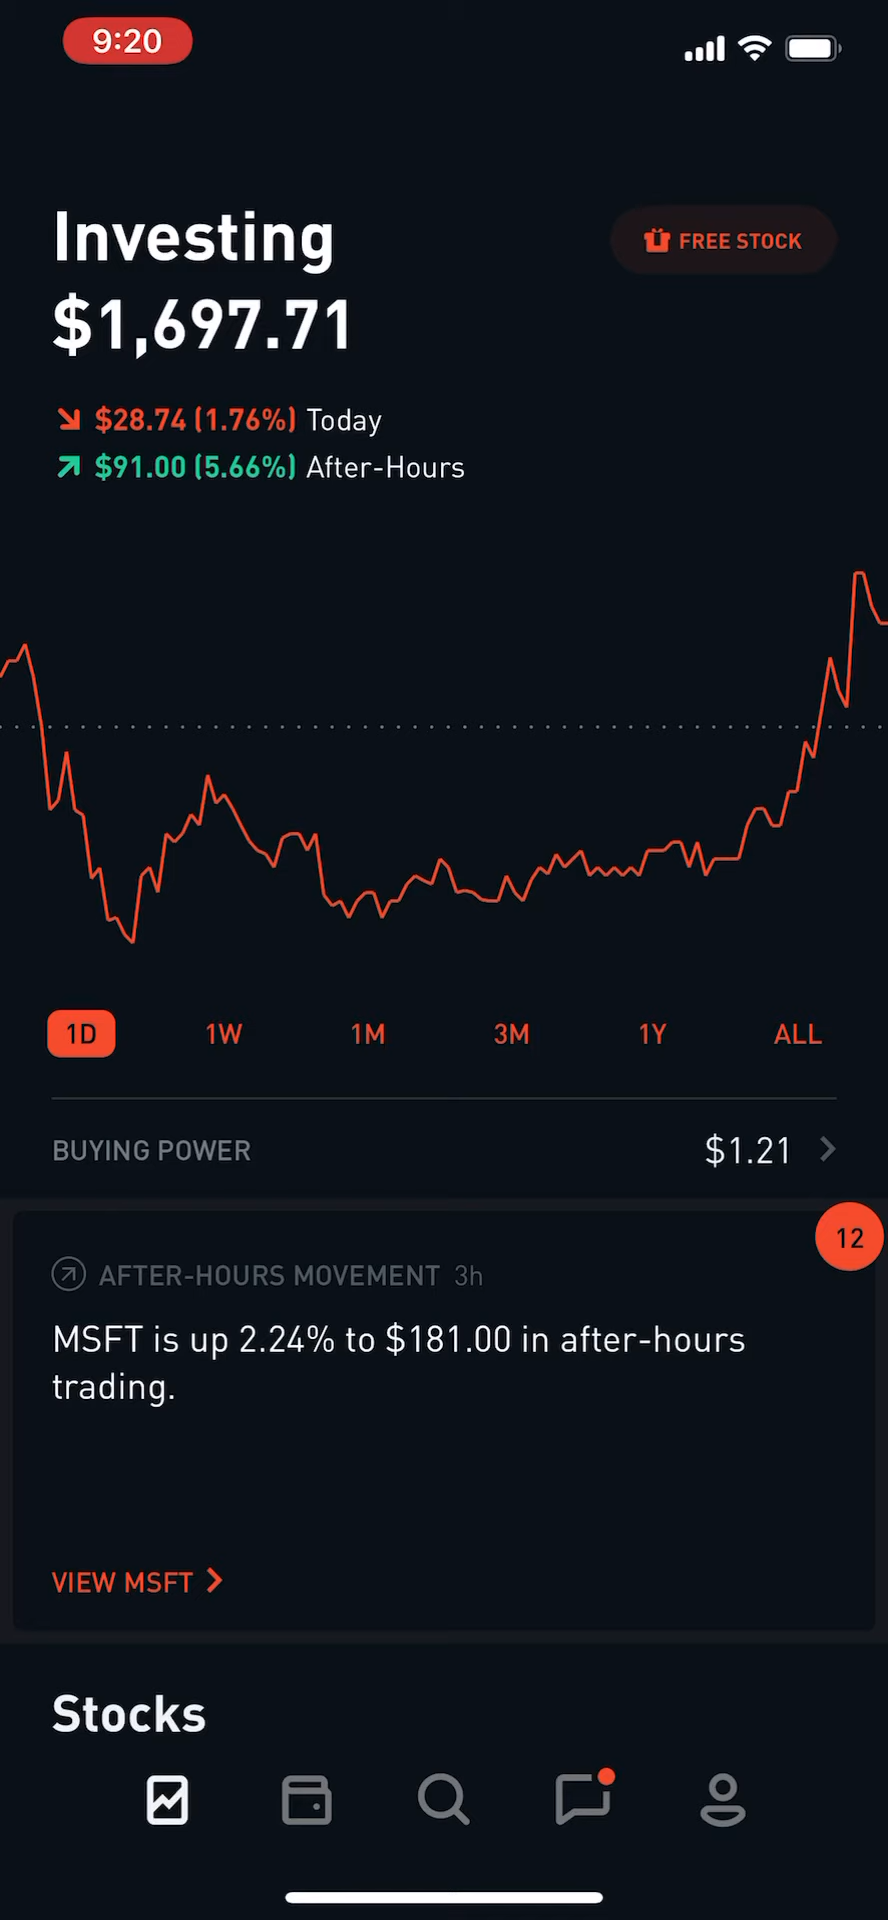 9:20
Investing
FREE STOCK
$1,697.71
$28.74 (1.76%) Today
$91.00 (5.66%) After-Hours
1D 1W 1M 3M 1Y ALL
BUYING POWER $1.21
12
AFTER-HOURS MOVEMENT 3h
MSFT is up 2.24% to $181.00 in after-hours
trading.
VIEW MSFT
Stocks